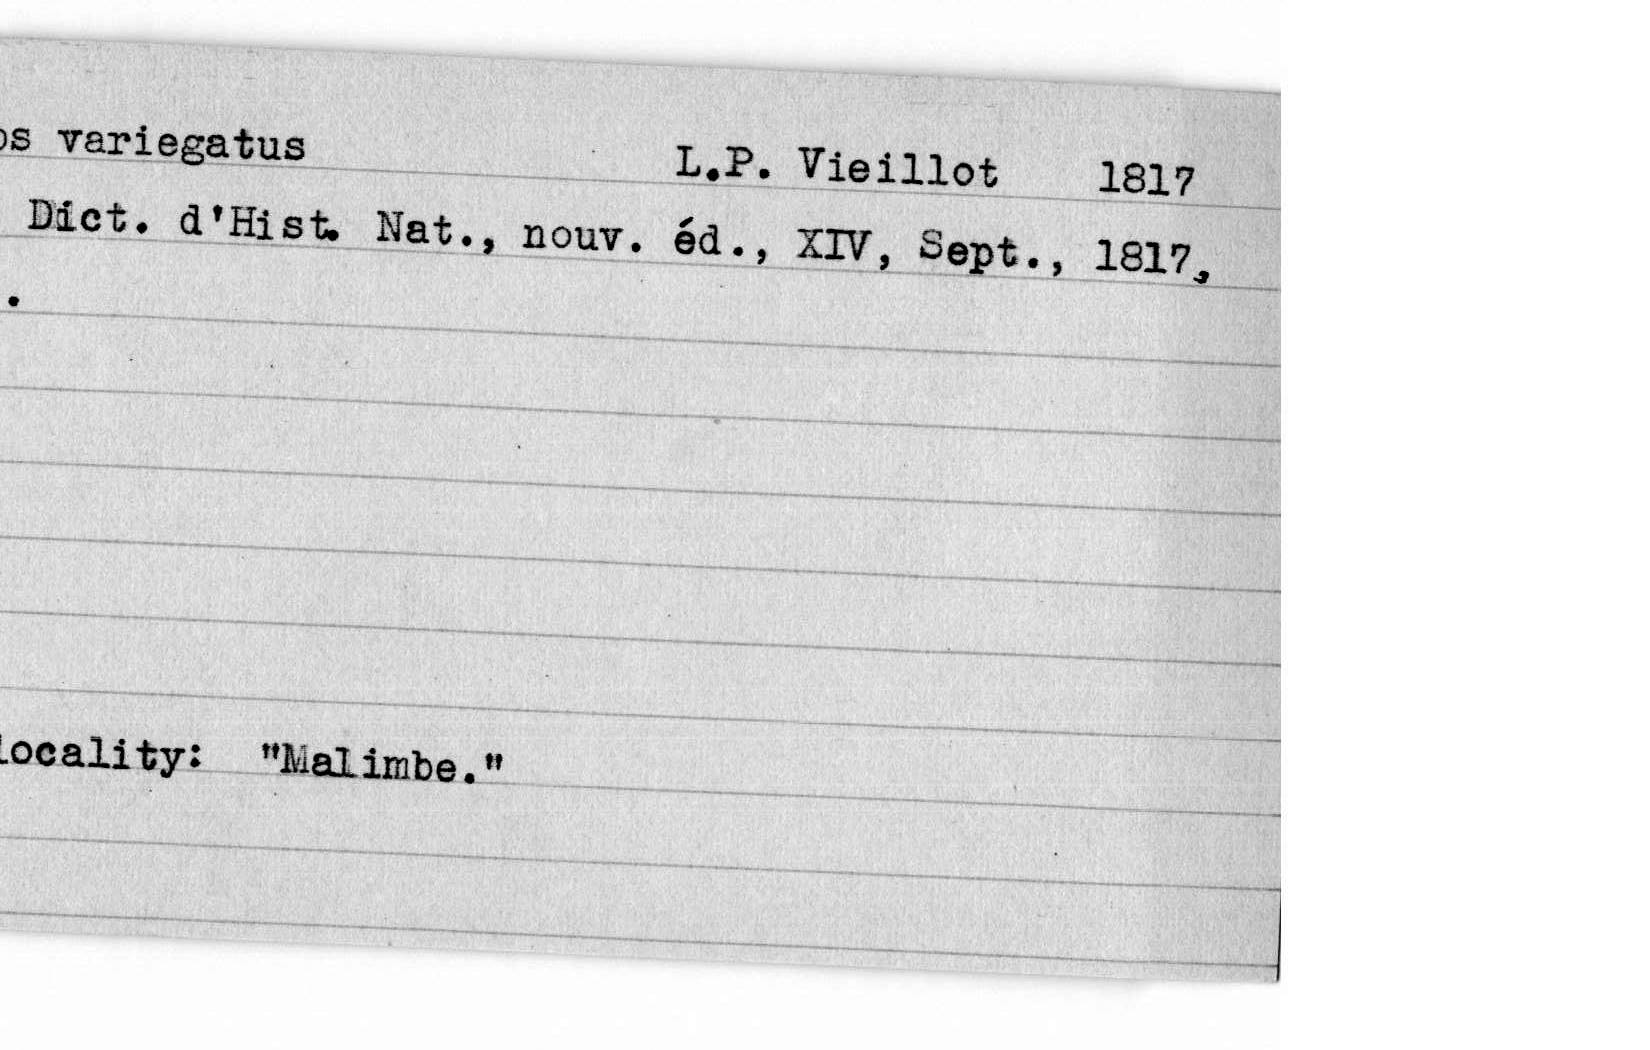 os variegatus L.P. Vieillot 1817
Dict. d'Hist. Nat., nouv. éd., XIV, Sept., 1817,
.
locality: "Malimbe."